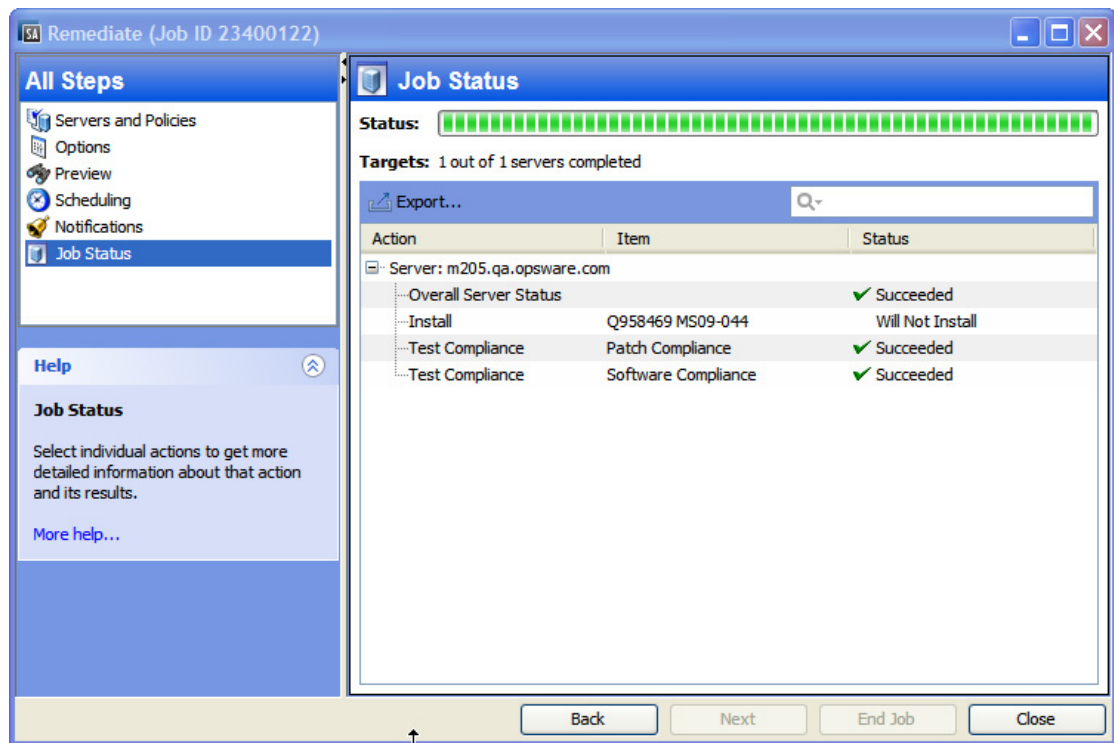 SA Remediate (Job ID 23400122)
All Steps
Servers and Policies
Options
Preview
Scheduling
Notifications
Job Status
Help
Job Status
Select individual actions to get more
detailed information about that action
and its results.
More help...
Job Status
Status:
Targets: 1 out of 1 servers completed
Export...
Action Item Status
Server: m205.qa.opsware.com
Overall Server Status Succeeded
Install Q958469 MS09-044 Will Not Install
Test Compliance Patch Compliance Succeeded
Test Compliance Software Compliance Succeeded
Back Next End Job Close